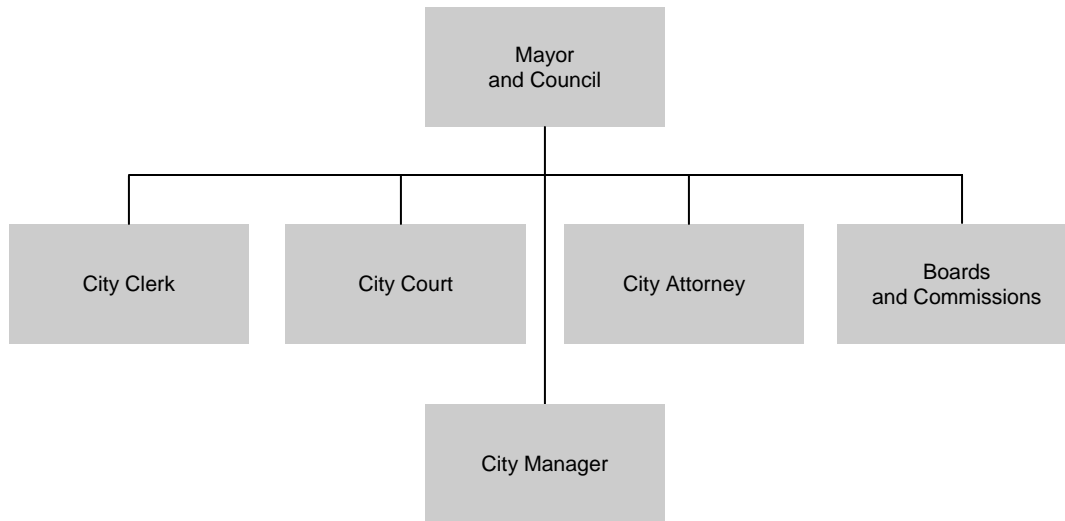 Mayor
and Council
City Clerk
City Court
City Attorney
Boards
and Commissions
City Manager